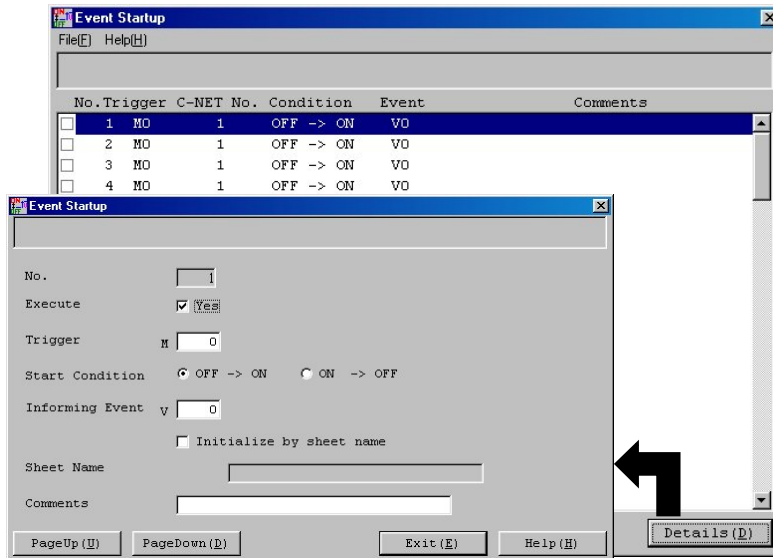 Event Startup
File(F) Help(H)
No. Trigger C-NET No. Condition Event Comments
1 M0 1 OFF -> ON V0
2 M0 1 OFF -> ON V0
3 M0 1 OFF -> ON V0
4 M0 1 OFF -> ON V0
Event Startup
No. 1
Execute Yes
Trigger M 0
Start Condition OFF -> ON ON -> OFF
Informing Event V 0
Initialize by sheet name
Sheet Name
Comments
PageUp(U) PageDown(D) Exit(E) Help(H)
Details(D)